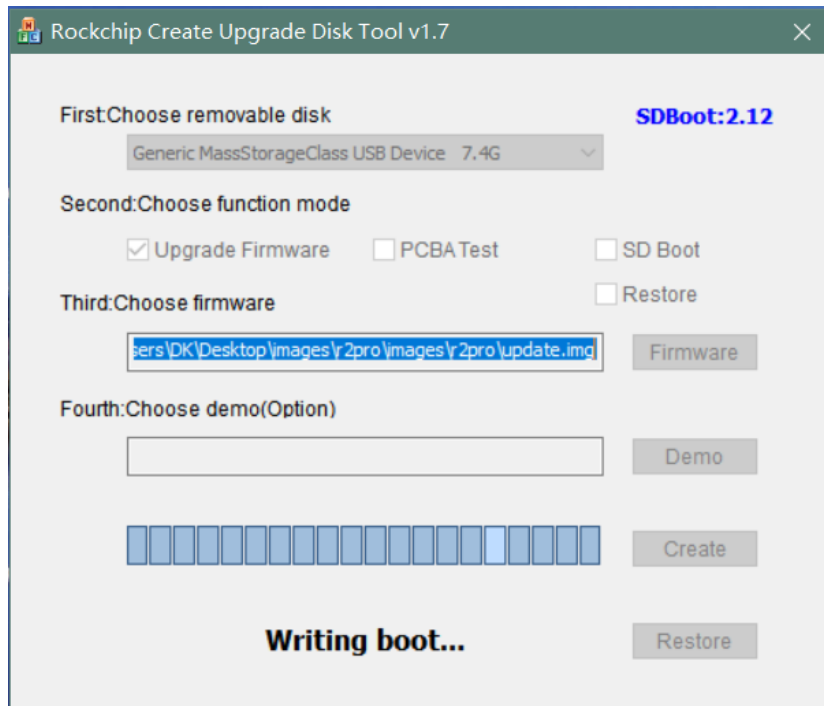 Rockchip Create Upgrade Disk Tool v1.7
First:Choose removable disk
SDBoot:2.12
Generic MassStorageClass USB Device 7.4G
Second:Choose function mode
Upgrade Firmware
PCBA Test
SD Boot
Third:Choose firmware
Restore
sers\DK\Desktop\images\r2pro\images\r2pro\update.img
Firmware
Fourth:Choose demo(Option)
Demo
Create
Writing boot...
Restore